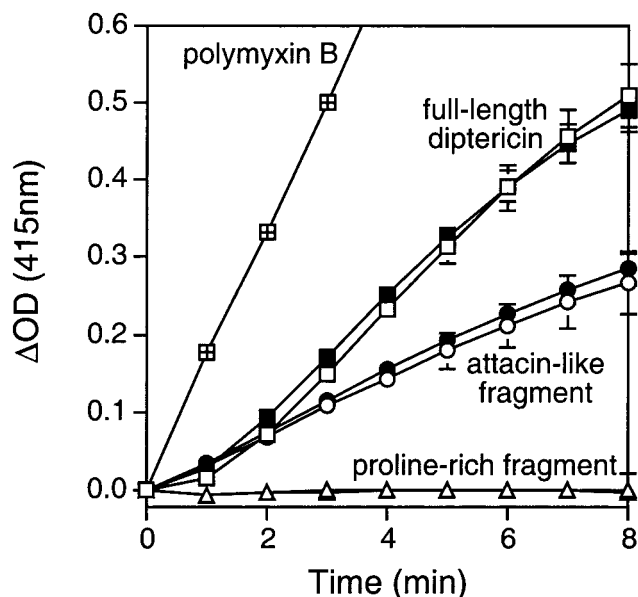 0.6
polymyxin B
0.5
full-length
diptericin
0.4
ΔOD (415nm)
0.3
0.2
attacin-like
fragment
0.1
proline-rich fragment
0.0
0 2 4 6 8
Time (min)